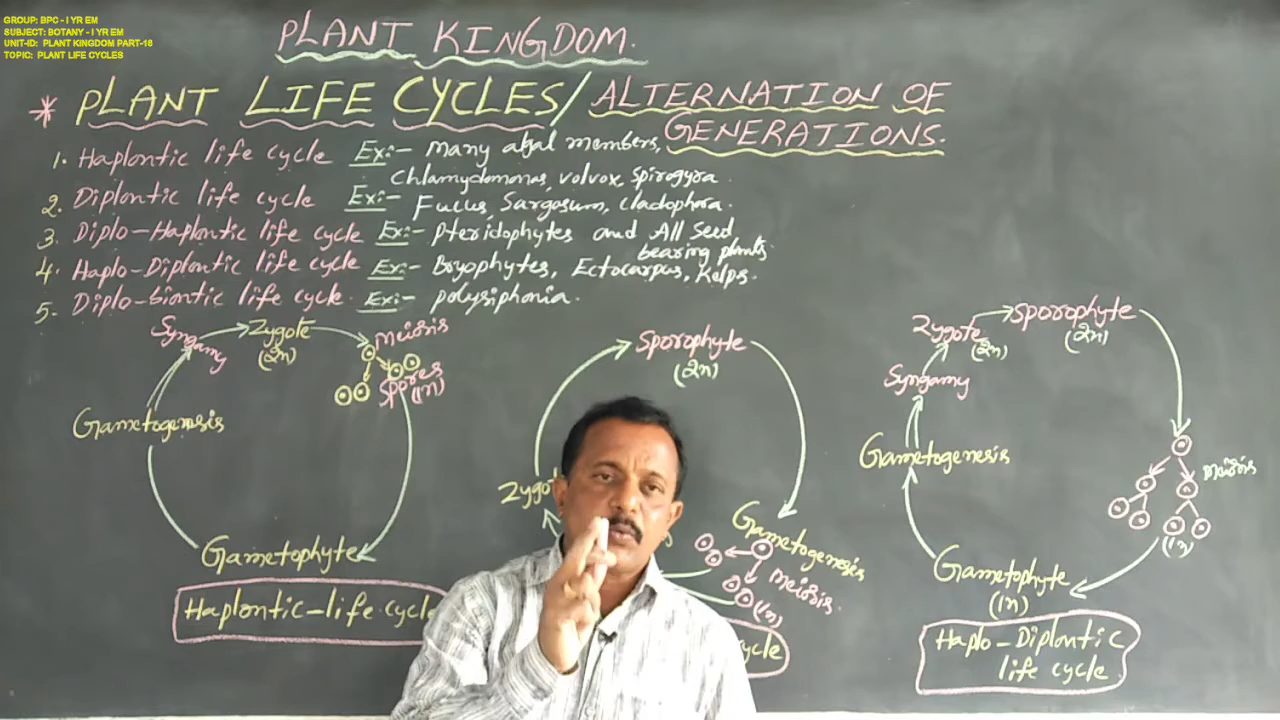 GROUP: BPC - I YR EM
SUBJECT: BOTANY - I YR EM
UNIT-ID: PLANT KINGDOM PART-16
TOPIC: PLANT LIFE CYCLES
PLANT KINGDOM.
* PLANT LIFE CYCLES/ ALTERNATION OF
GENERATIONS.
1. Haplontic life cycle Ex:- Many algal members,
Chlamydomonas, volvox, Spirogyra.
2. Diplontic life cycle Ex:- Fucus, Sargasum, Cladophora.
3. Diplo-Haplontic life cycle Ex:- Pteridophytes and All Seed
bearing plants.
4. Haplo-Diplontic life cycle Ex:- Bryophytes, Ectocarpus, Kelps.
5. Diplo-biontic life cycle. Ex:- polysiphonia.
Syngamy
Zygote
(2n)
meiosis
Spores
(1n)
Gametogenesis
Gametophyte
Haplontic-life.cycle
Sporophyte
(2n)
Zygot
Gametogenesis
meiosis.
(1n)
cycle
Zygote
(2n)
Sporophyte
(2n)
Syngamy
Gametogenesis
meiosis
(1n)
Gametophyte
(1n)
Haplo-Diplontic
life cycle.